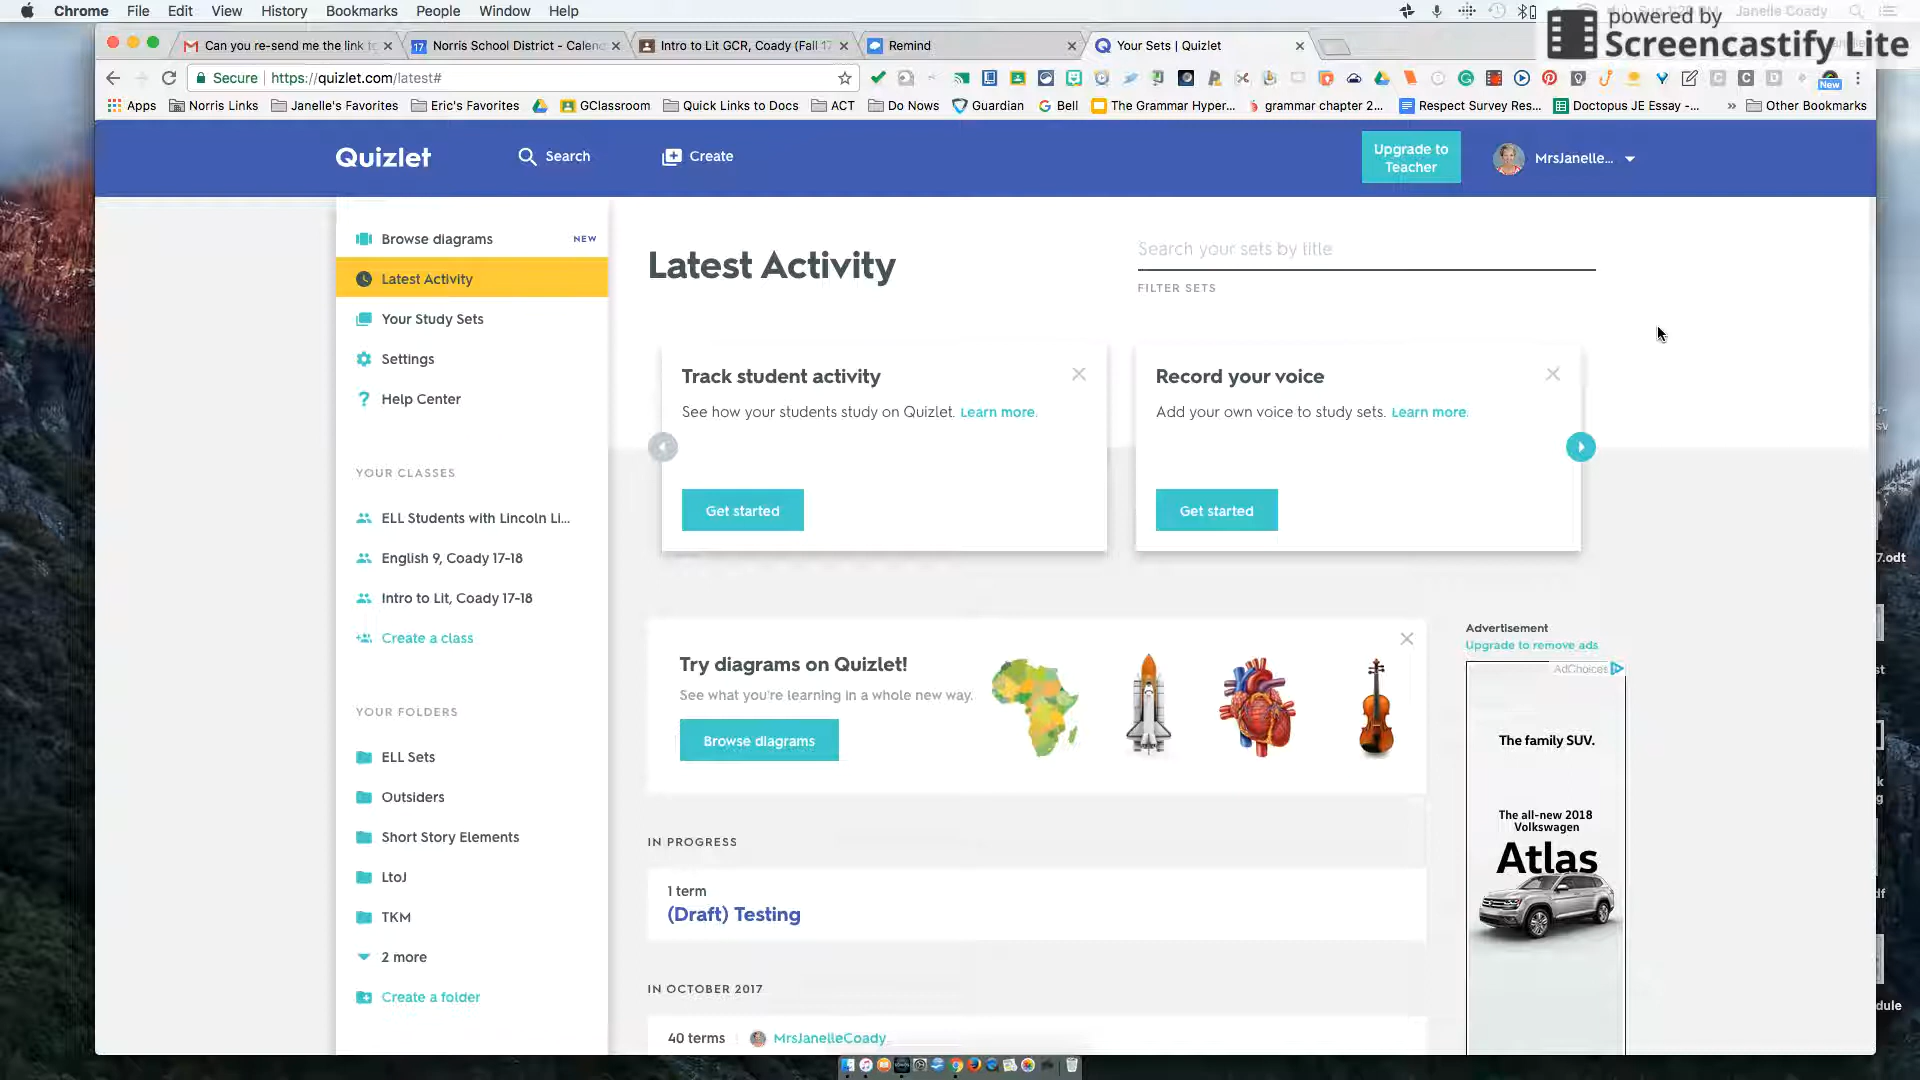 Chrome File Edit View History Bookmarks People Window Help
Janelle Coady
powered by
Screencastify Lite
Can you re-send me the link t
Norris School District - Calen
Intro to Lit GCR, Coady (Fall 17
Remind
Your Sets | Quizlet
Secure https://quizlet.com/latest#
New
Apps Norris Links Janelle's Favorites Eric's Favorites GClassroom Quick Links to Docs ACT Do Nows Guardian Bell The Grammar Hyper... grammar chapter 2... Respect Survey Res... Doctopus JE Essay -... » Other Bookmarks
Quizlet
Search
Create
Upgrade to
Teacher
MrsJanelle...
Browse diagrams NEW
Latest Activity
Your Study Sets
Settings
Help Center
YOUR CLASSES
ELL Students with Lincoln Li...
English 9, Coady 17-18
Intro to Lit, Coady 17-18
Create a class
YOUR FOLDERS
ELL Sets
Outsiders
Short Story Elements
LtoJ
TKM
2 more
Create a folder
Latest Activity
Search your sets by title
FILTER SETS
Track student activity
See how your students study on Quizlet. Learn more.
Get started
Record your voice
Add your own voice to study sets. Learn more.
Get started
Try diagrams on Quizlet!
See what you're learning in a whole new way.
Browse diagrams
Advertisement
Upgrade to remove ads
AdChoices
The family SUV.
The all-new 2018
Volkswagen
Atlas
IN PROGRESS
1 term
(Draft) Testing
IN OCTOBER 2017
40 terms MrsJanelleCoady
7.odt
dule